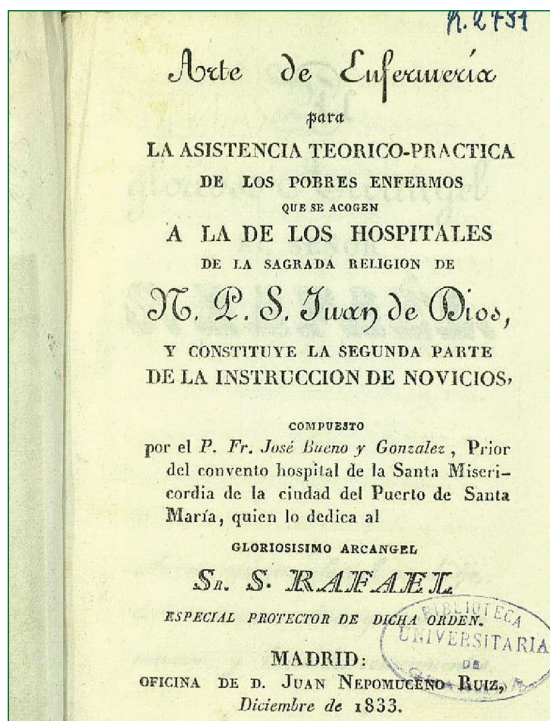 R. 2731
Arte de Enfermería
para
LA ASISTENCIA TEORICO-PRACTICA
DE LOS POBRES ENFERMOS
QUE SE ACOGEN
A LA DE LOS HOSPITALES
DE LA SAGRADA RELIGION DE
N. P. S. Juan de Dios,
Y CONSTITUYE LA SEGUNDA PARTE
DE LA INSTRUCCION DE NOVICIOS,
COMPUESTO
por el P. Fr. José Bueno y Gonzalez, Prior
del convento hospital de la Santa Miseri-
cordia de la ciudad del Puerto de Santa
María, quien lo dedica al
GLORIOSISIMO ARCANGEL
SR. S. RAFAEL
ESPECIAL PROTECTOR DE DICHA ORDEN.
BIBLIOTECA
UNIVERSITARIA
DE
MADRID:
OFICINA DE D. JUAN NEPOMUCENO RUIZ,
Diciembre de 1833.